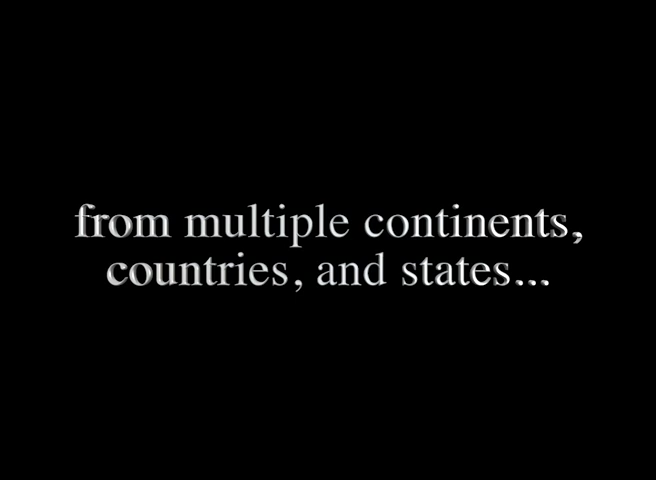 from multiple continents,
countries, and states...